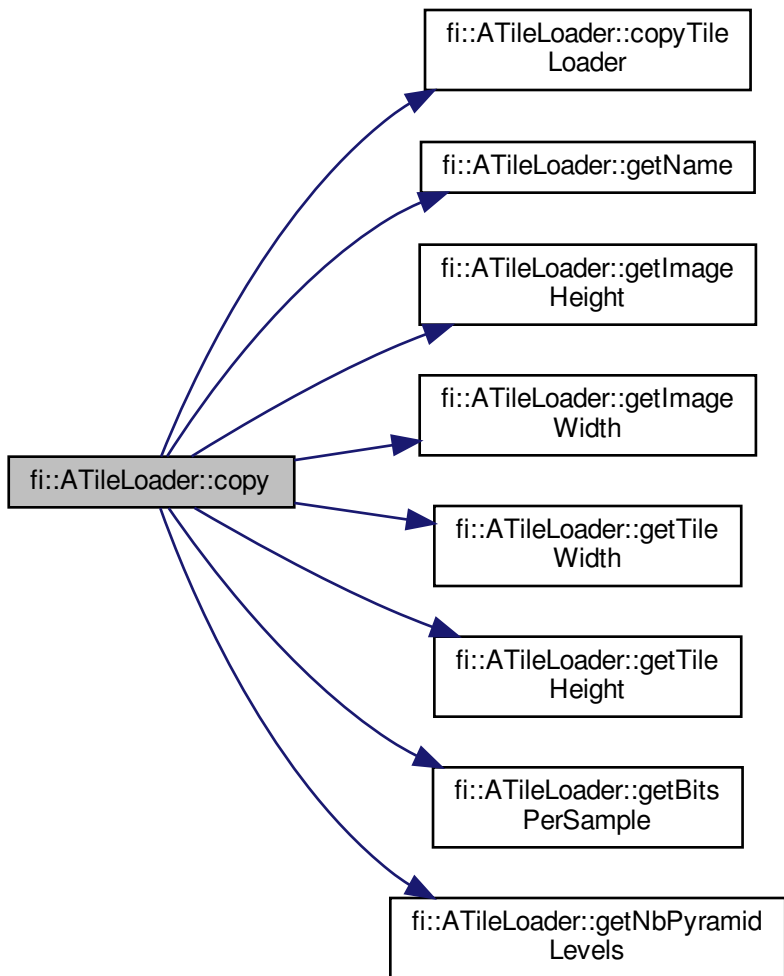 fi::ATileLoader::copyTile
Loader
fi::ATileLoader::getName
fi::ATileLoader::getImage
Height
fi::ATileLoader::getImage
Width
fi::ATileLoader::copy
fi::ATileLoader::getTile
Width
fi::ATileLoader::getTile
Height
fi::ATileLoader::getBits
PerSample
fi::ATileLoader::getNbPyramid
Levels